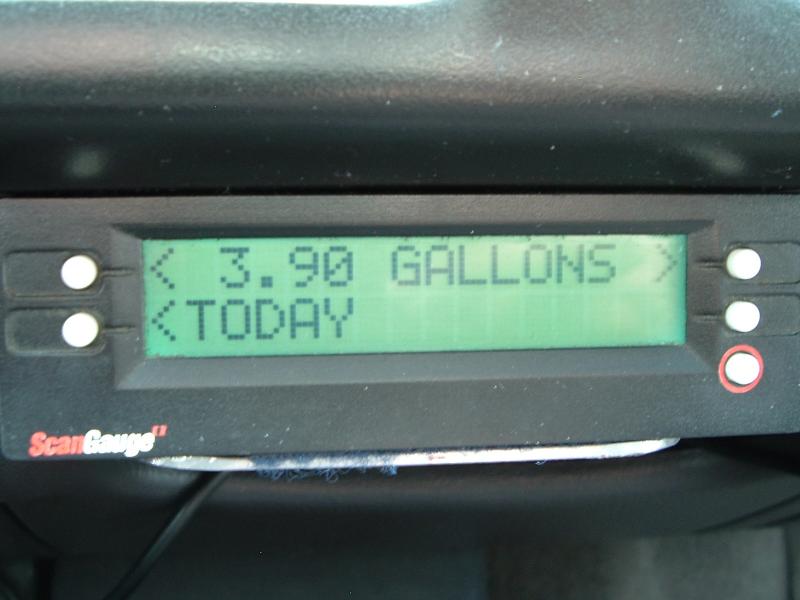 < 3.90 GALLONS >
<TODAY
ScanGauge II